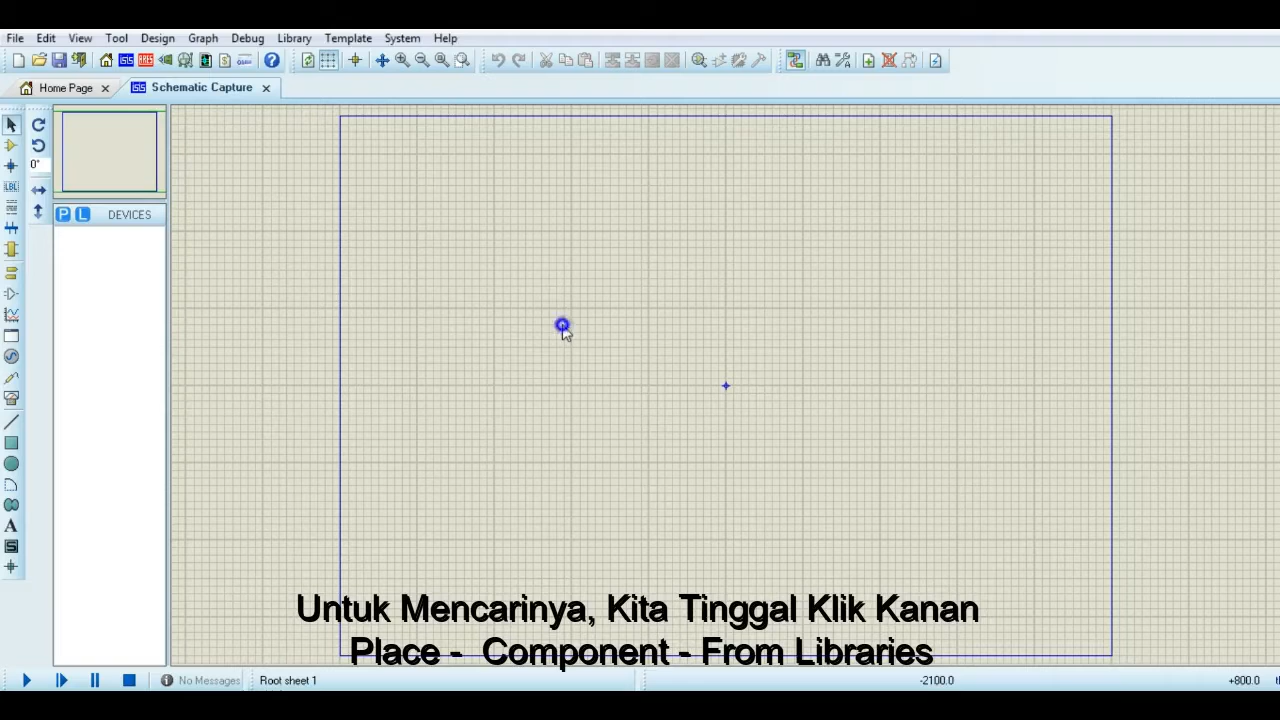 File Edit View Tool Design Graph Debug Library Template System Help
Home Page Schematic Capture
0°
LBL
P L DEVICES
A
S
Untuk Mencarinya, Kita Tinggal Klik Kanan
Place - Component - From Libraries
No Messages Root sheet 1 -2100.0 +800.0